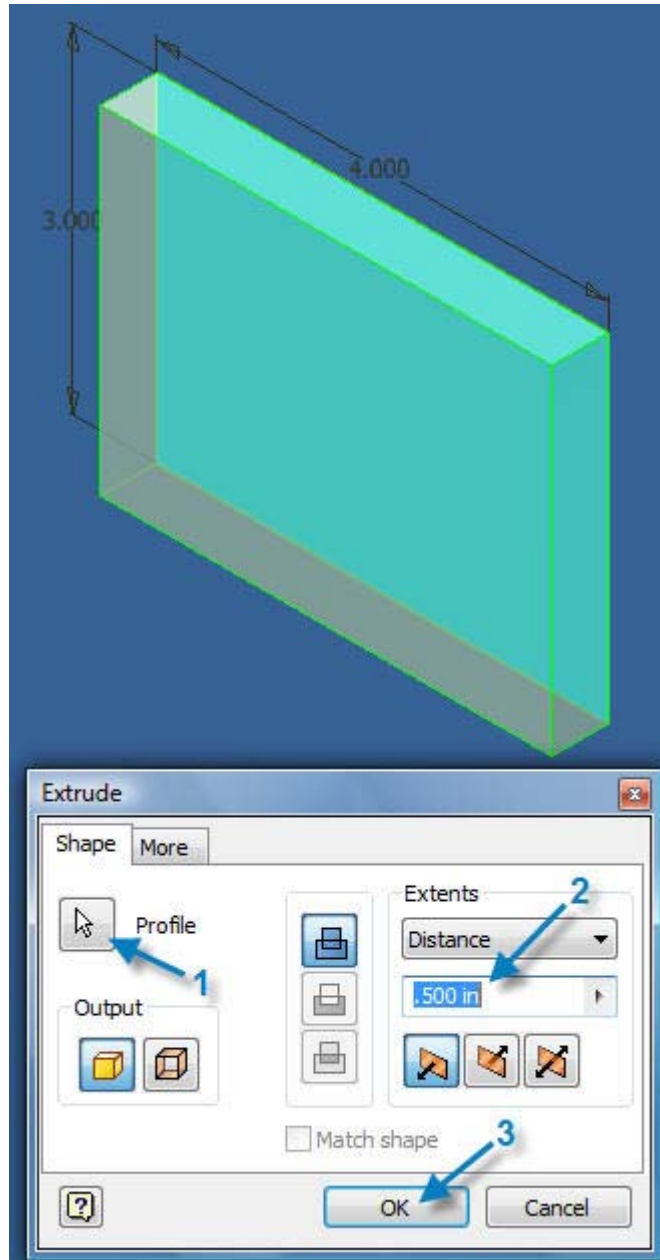 4.000
3.000
Extrude
Shape More
Extents 2
Profile
Distance
1
.500 in
Output
Match shape 3
OK Cancel